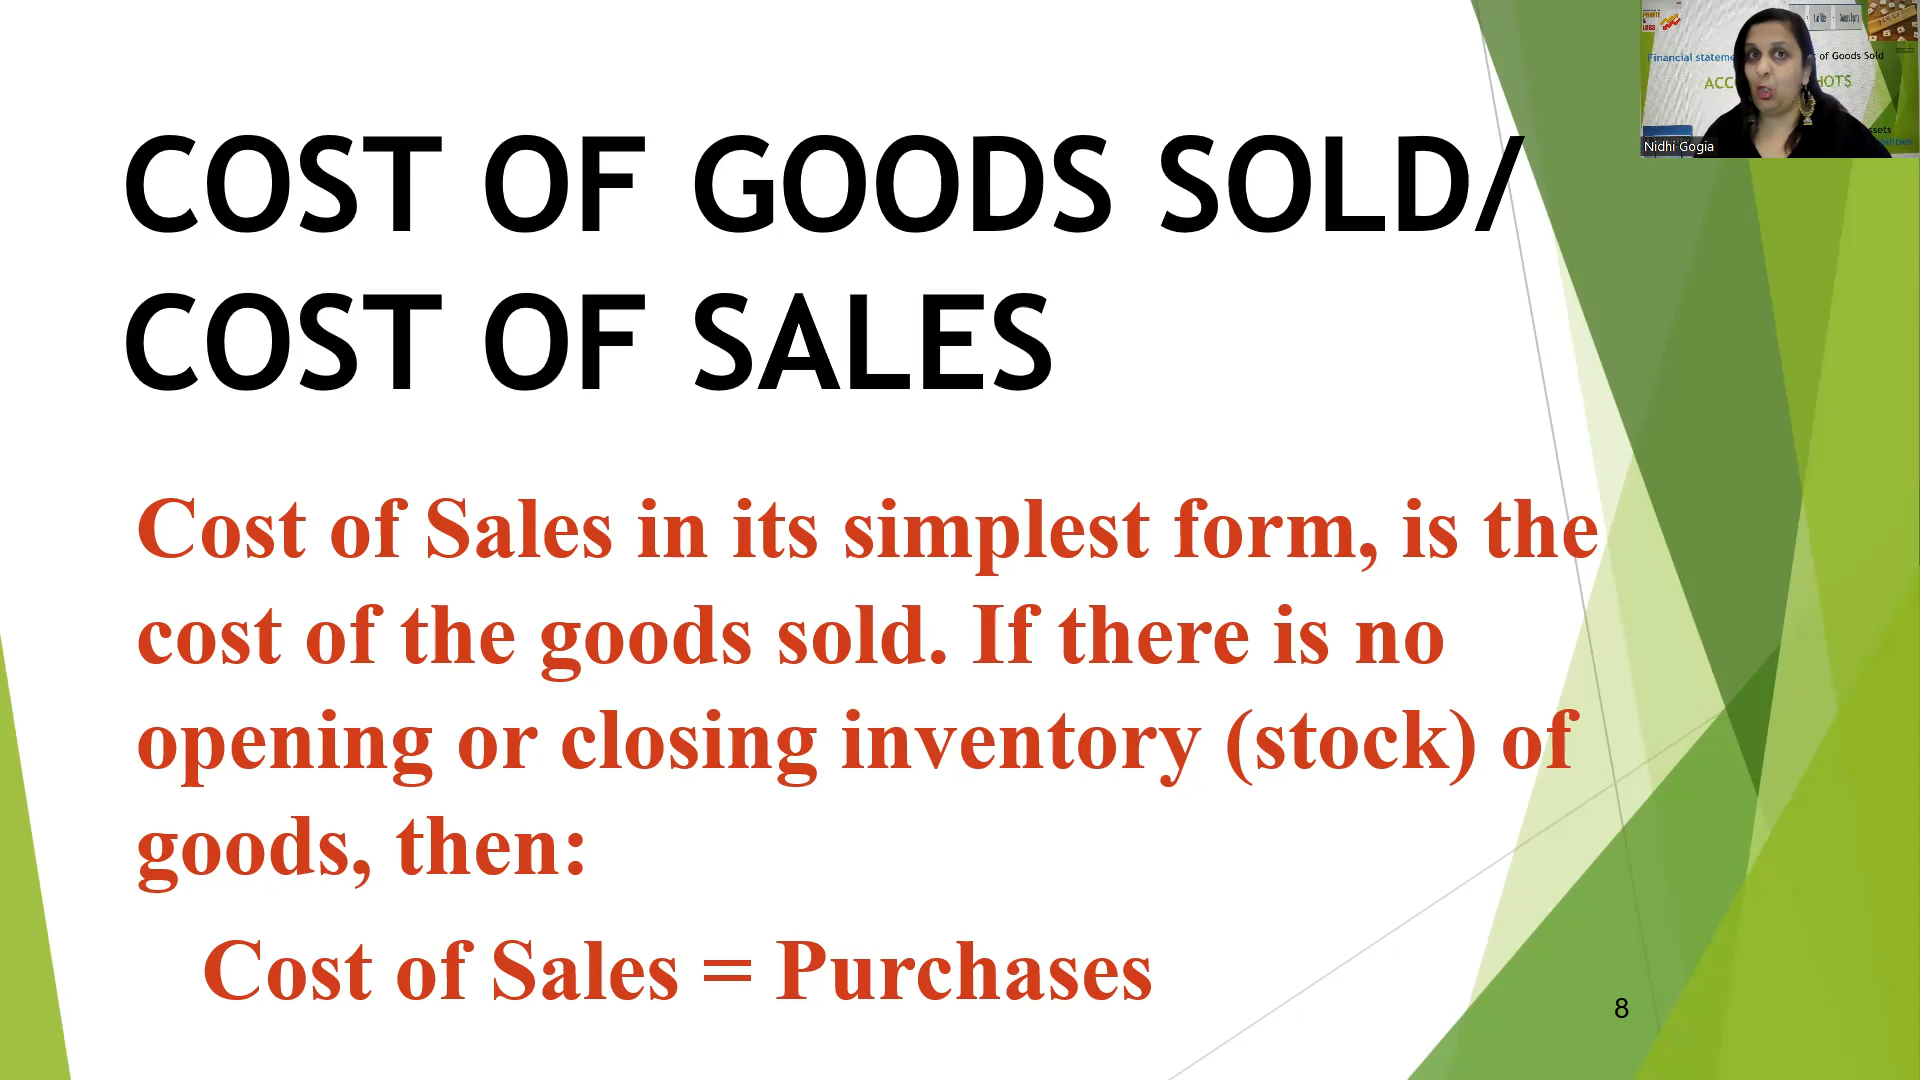 COST OF GOODS SOLD/
COST OF SALES
Cost of Sales in its simplest form, is the
cost of the goods sold. If there is no
opening or closing inventory (stock) of
goods, then:
Cost of Sales = Purchases
8
Financial stateme
of Goods Sold
ACC
HOTS
ssets
Nidhi Gogia